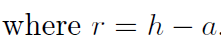 where r = h − a.